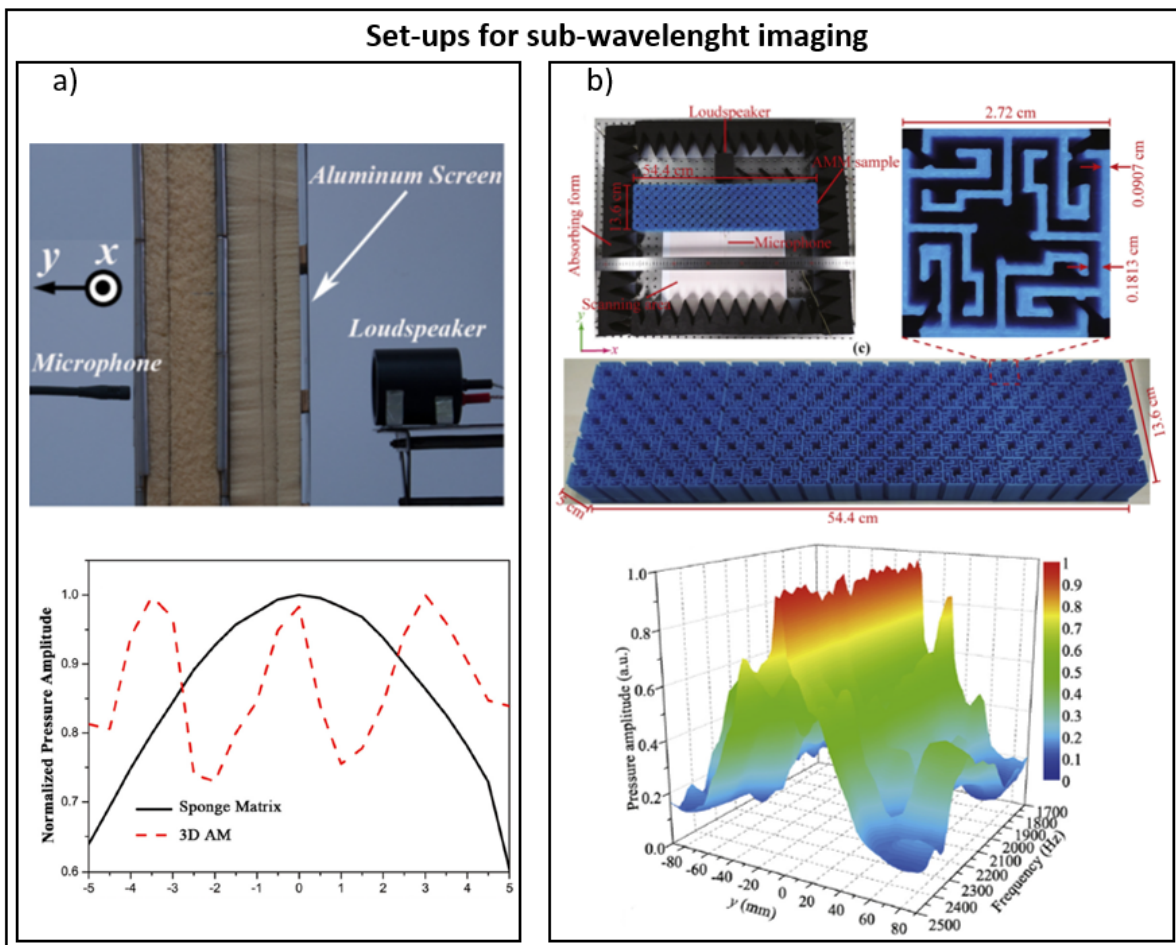 Set-ups for sub-wavelenght imaging
a)
Aluminum Screen
y x
Loudspeaker
Microphone
Normalized Pressure Amplitude
1.0
0.9
0.8
0.7
0.6
Sponge Matrix
3D AM
-5 -4 -3 -2 -1 0 1 2 3 4 5
b)
Loudspeaker
54.4 cm
AMM sample
13.6 cm
Absorbing form
Microphone
Scanning area
y
x
(c)
2.72 cm
0.0907 cm
0.1813 cm
13.6 cm
3 cm
54.4 cm
Pressure amplitude (a.u.)
1.0
0.8
0.6
0.4
0.2
0.0
-80 -60 -40 -20 0 20 40 60 80
y (mm)
1700
1800
1900
2000
2100
2200
2300
2400
2500
Frequency (Hz)
1
0.9
0.8
0.7
0.6
0.5
0.4
0.3
0.2
0.1
0